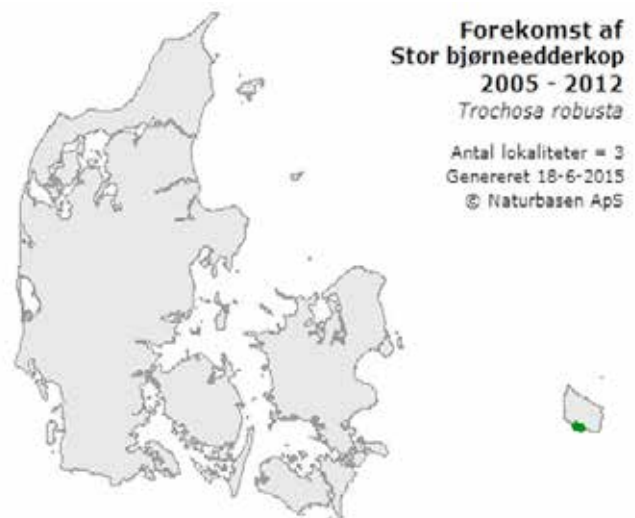 Forekomst af
Stor bjørneedderkop
2005 - 2012
Trochosa robusta
Antal lokaliteter = 3
Genereret 18-6-2015
© Naturbasen ApS